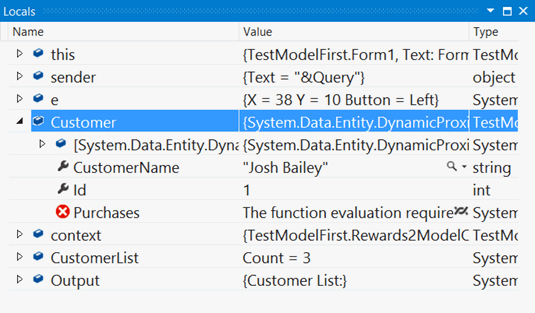 Locals
Name Value Type
this {TestModelFirst.Form1, Text: Form TestMo
sender {Text = "&Query"} object
e {X = 38 Y = 10 Button = Left} System
Customer {System.Data.Entity.DynamicProxi TestMo
[System.Data.Entity.Dyna {System.Data.Entity.DynamicProxi System
CustomerName "Josh Bailey" string
Id 1 int
Purchases The function evaluation require System
context {TestModelFirst.Rewards2ModelC TestMo
CustomerList Count = 3 System
Output {Customer List:} System